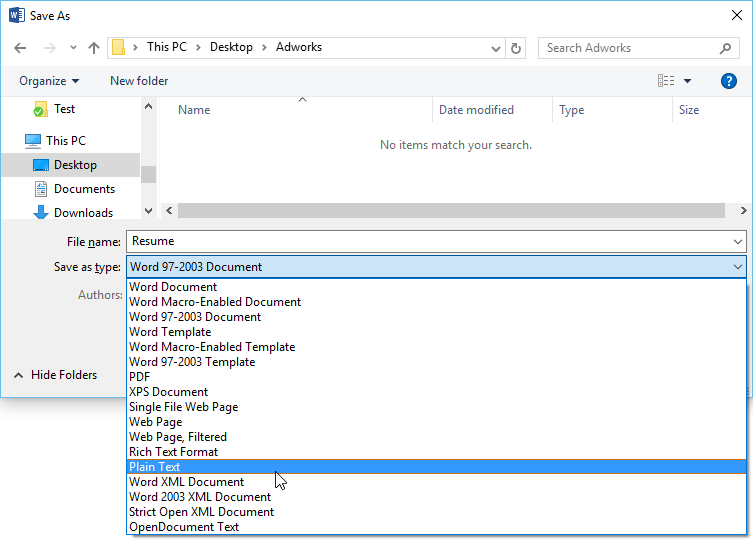 Save As
This PC > Desktop > Adworks
Search Adworks
Organize
New folder
?
Name
Date modified
Type
Size
No items match your search.
Test
This PC
Desktop
Documents
Downloads
File name: Resume
Save as type: Word 97-2003 Document
Authors:
Word Document
Word Macro-Enabled Document
Word 97-2003 Document
Word Template
Word Macro-Enabled Template
Word 97-2003 Template
PDF
XPS Document
Single File Web Page
Web Page
Web Page, Filtered
Rich Text Format
Plain Text
Word XML Document
Word 2003 XML Document
Strict Open XML Document
OpenDocument Text
Hide Folders